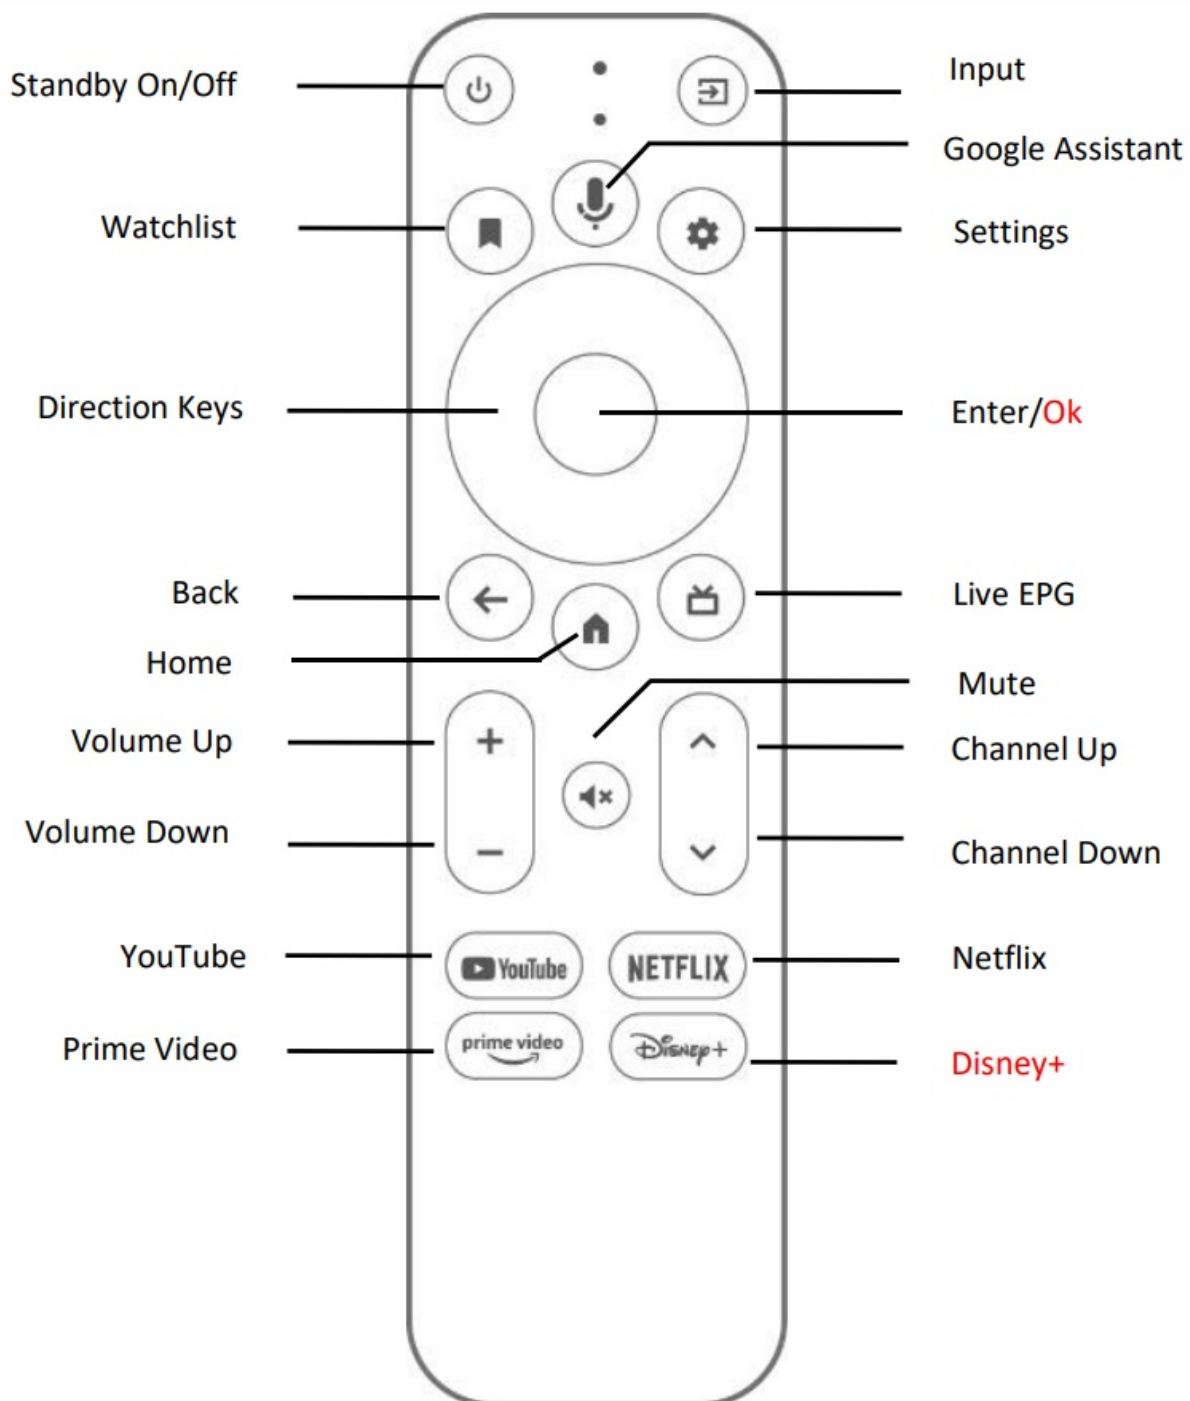 Standby On/Off
Input
Google Assistant
Watchlist
Settings
Direction Keys
Enter/Ok
Back
Live EPG
Home
Mute
Volume Up
Channel Up
Volume Down
Channel Down
YouTube
YouTube
NETFLIX
Netflix
Prime Video
prime video
Disney+
Disney+